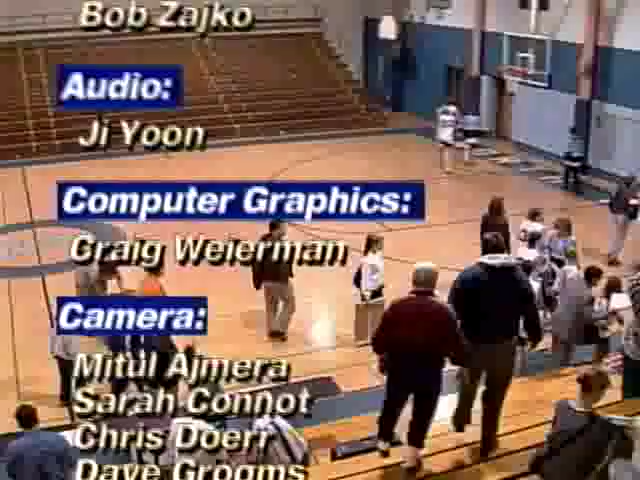 Bob Zajko
Audio:
Ji Yoon
Computer Graphics:
Craig Weierman
Camera:
Mitul Ajmera
Sarah Connot
Chris Doerr
Dave Grooms